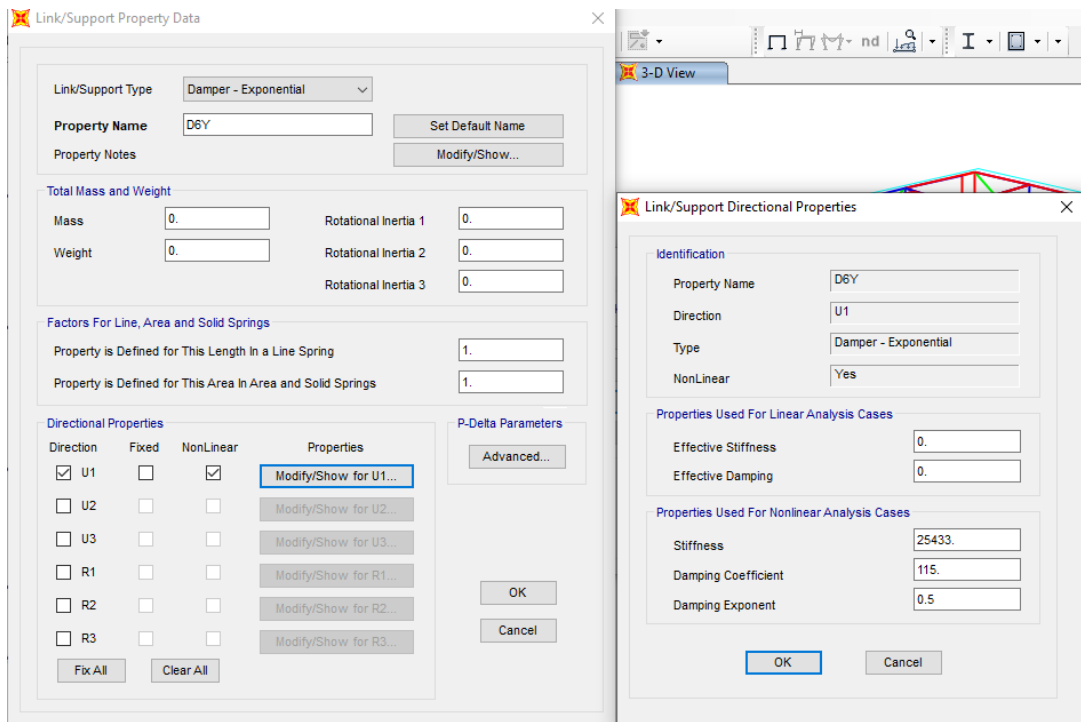 Link/Support Property Data
Link/Support Type Damper - Exponential
Property Name D6Y Set Default Name
Property Notes Modify/Show...
Total Mass and Weight
Mass 0. Rotational Inertia 1 0.
Weight 0. Rotational Inertia 2 0.
Rotational Inertia 3 0.
Factors For Line, Area and Solid Springs
Property is Defined for This Length In a Line Spring 1.
Property is Defined for This Area In Area and Solid Springs 1.
Directional Properties
Direction Fixed NonLinear Properties
U1 Modify/Show for U1...
U2 Modify/Show for U2...
U3 Modify/Show for U3...
R1 Modify/Show for R1...
R2 Modify/Show for R2...
R3 Modify/Show for R3...
Fix All Clear All
P-Delta Parameters
Advanced...
OK
Cancel
nd
3-D View
Link/Support Directional Properties
Identification
Property Name D6Y
Direction U1
Type Damper - Exponential
NonLinear Yes
Properties Used For Linear Analysis Cases
Effective Stiffness 0.
Effective Damping 0.
Properties Used For Nonlinear Analysis Cases
Stiffness 25433.
Damping Coefficient 115.
Damping Exponent 0.5
OK Cancel